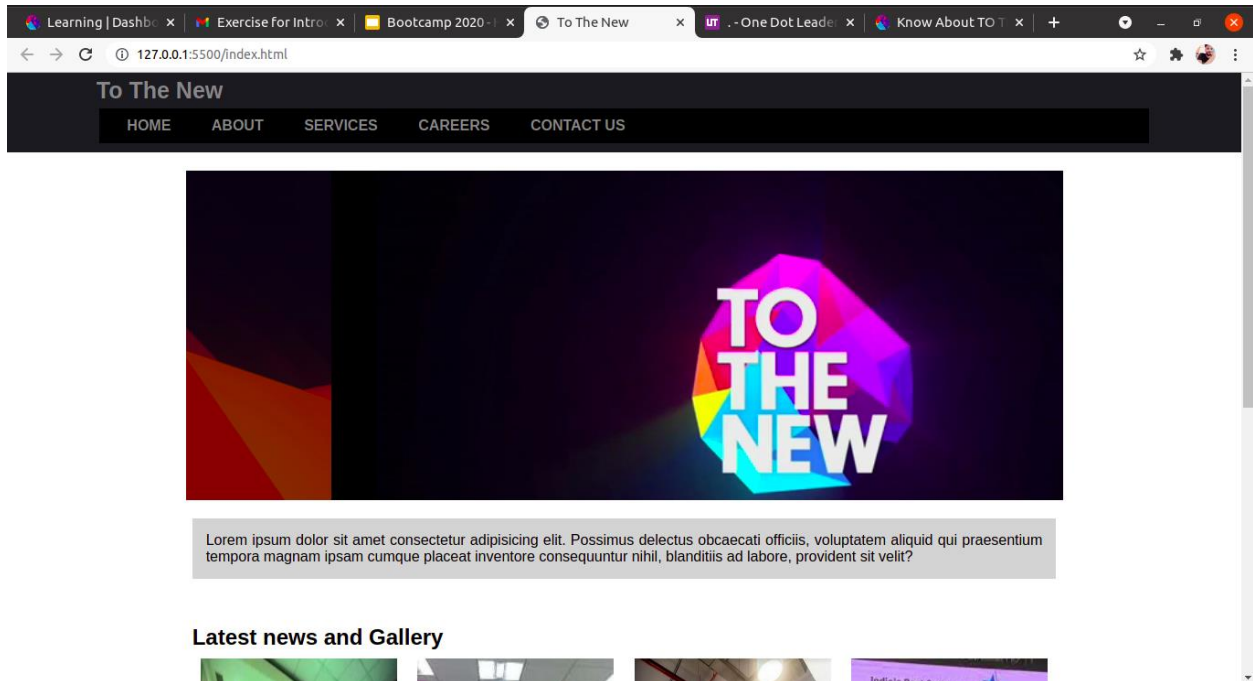 Learning | Dashbo
Exercise for Introd
Bootcamp 2020 - H
To The New
. - One Dot Leader
Know About TO T
127.0.0.1:5500/index.html
To The New
HOME ABOUT SERVICES CAREERS CONTACT US
TO
THE
NEW
Lorem ipsum dolor sit amet consectetur adipisicing elit. Possimus delectus obcaecati officiis, voluptatem aliquid qui praesentium
tempora magnam ipsam cumque placeat inventore consequuntur nihil, blanditiis ad labore, provident sit velit?
Latest news and Gallery